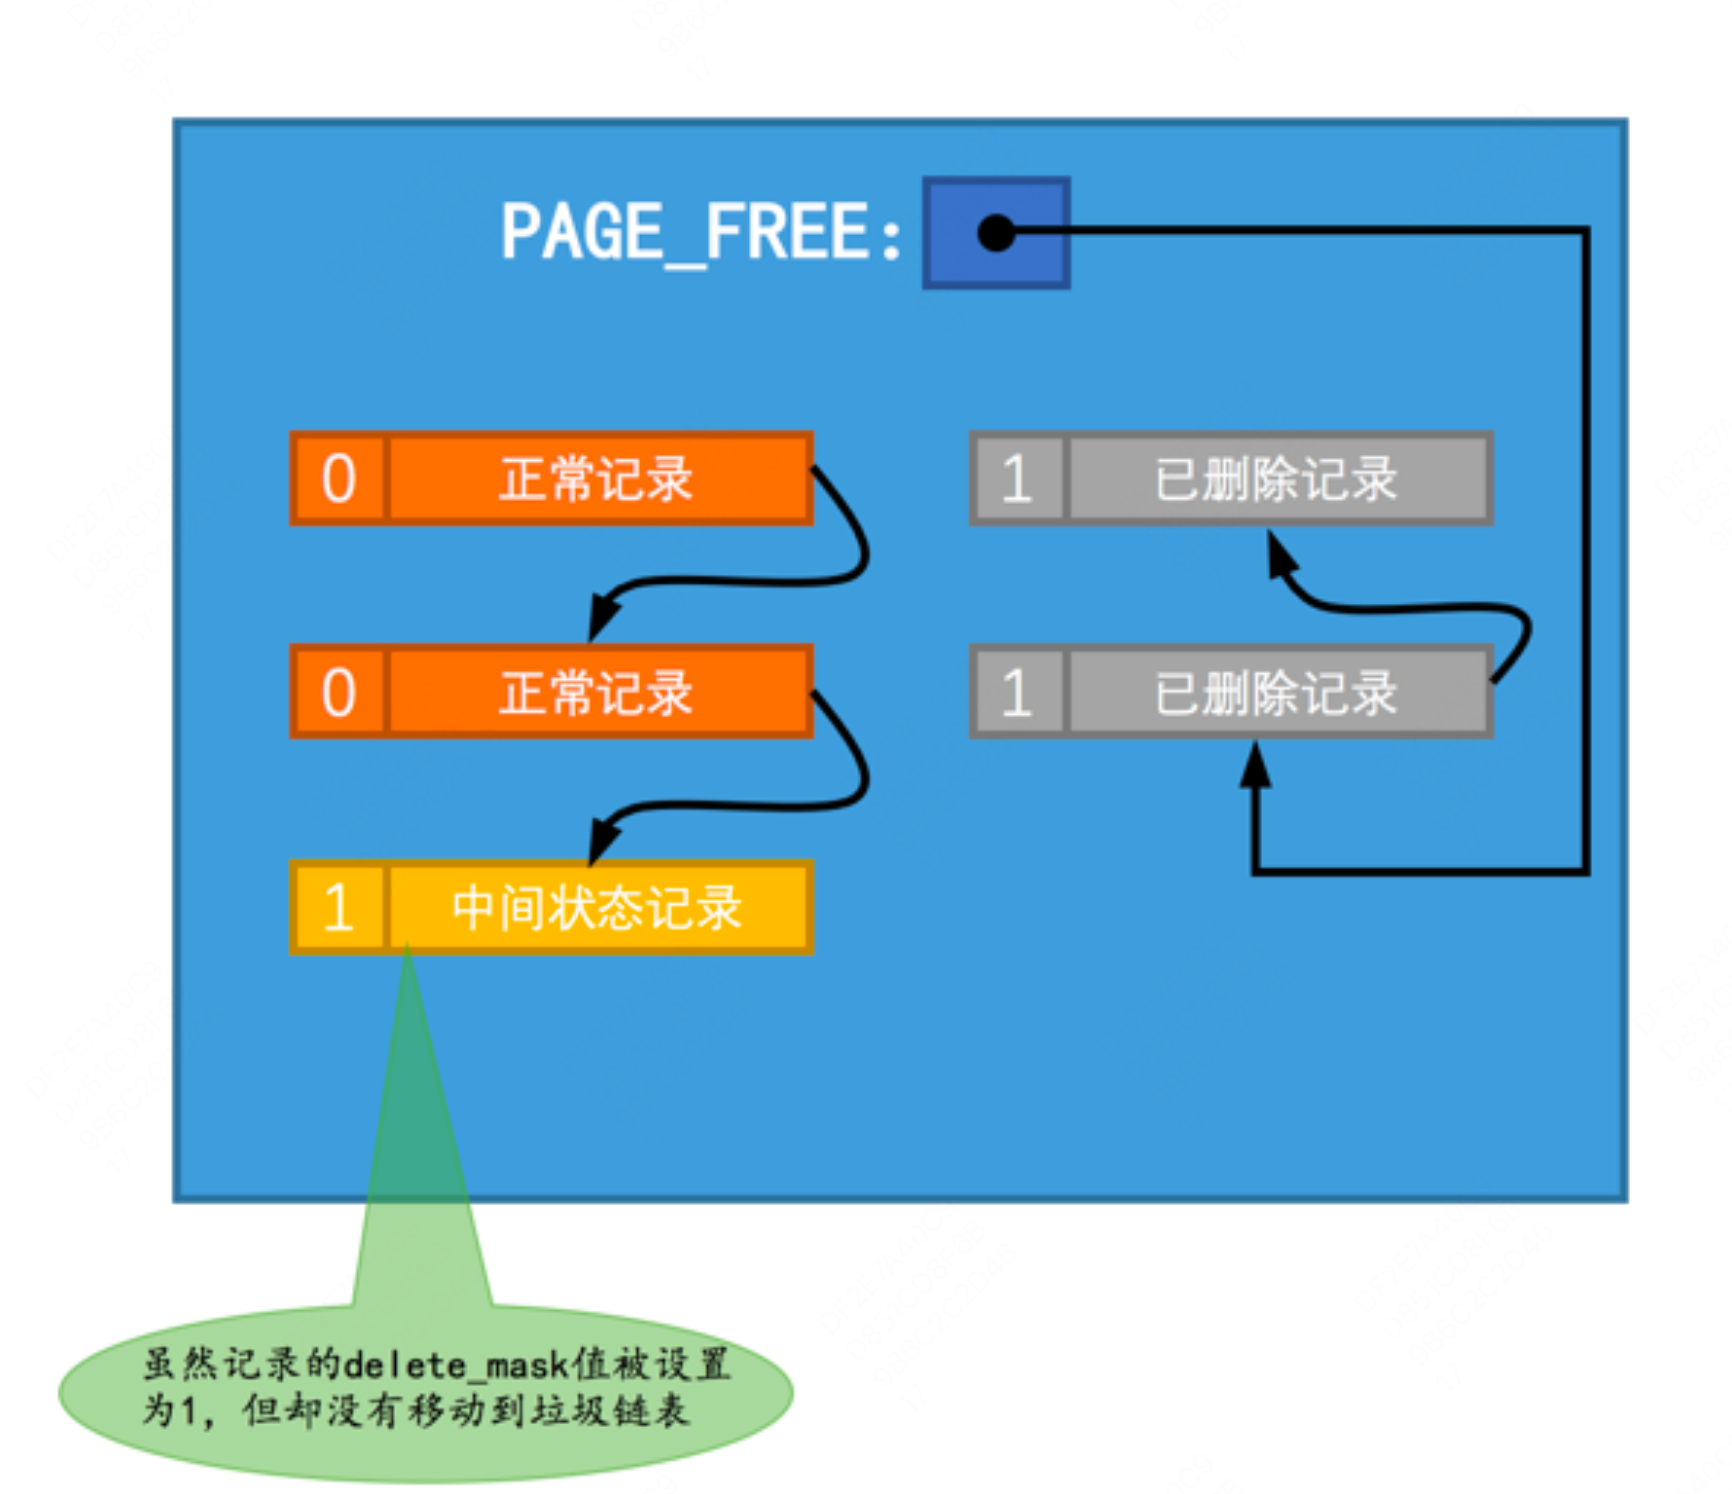 PAGE_FREE:
0 正常记录
1 已删除记录
0 正常记录
1 已删除记录
1 中间状态记录
虽然记录的delete_mask值被设置
为1，但却没有移动到垃圾链表